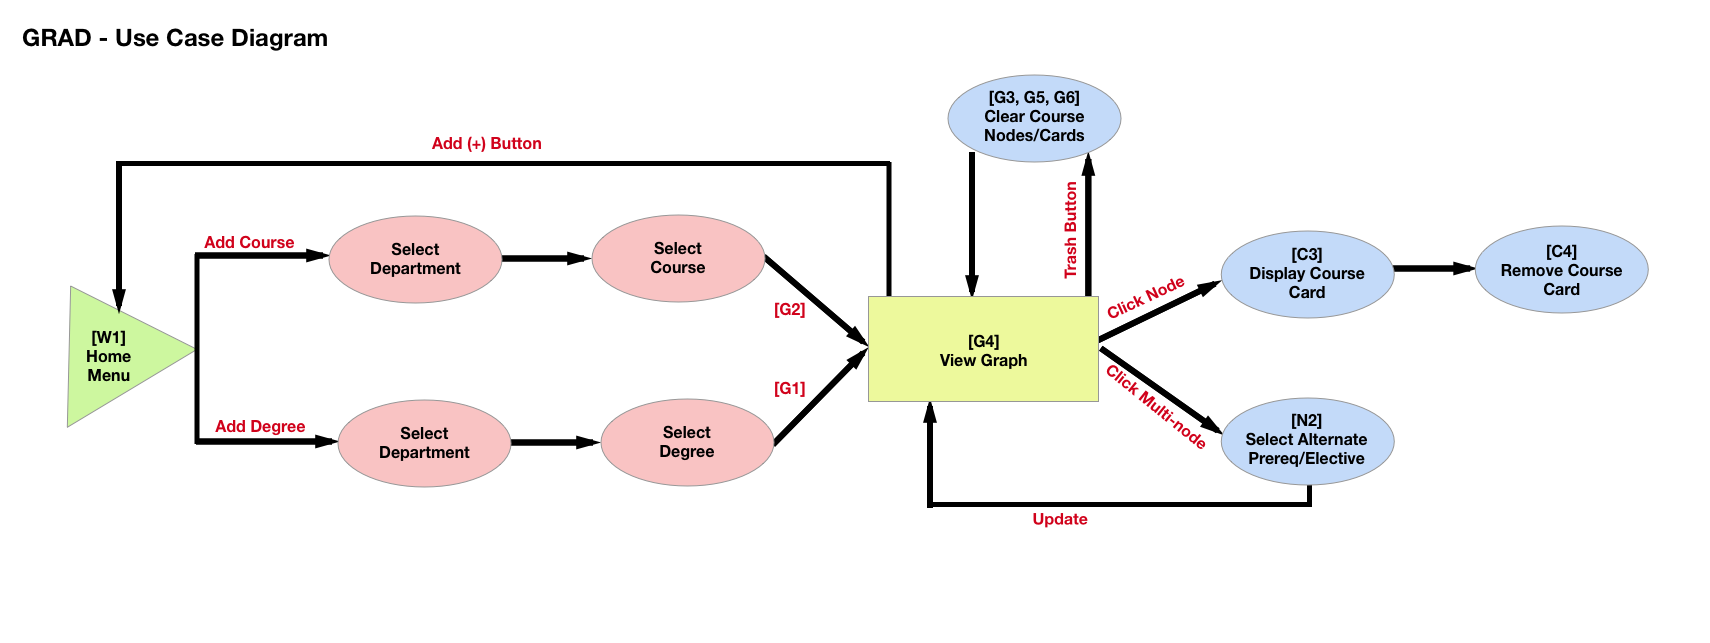 GRAD - Use Case Diagram
[G3, G5, G6]
Clear Course
Nodes/Cards
Add (+) Button
Trash Button
Add Course
Select
Department
Select
Course
[G2]
[W1]
Home
Menu
[G4]
View Graph
Click Node
[C3]
Display Course
Card
[C4]
Remove Course
Card
[G1]
Add Degree
Select
Department
Select
Degree
Click Multi-node
[N2]
Select Alternate
Prereq/Elective
Update